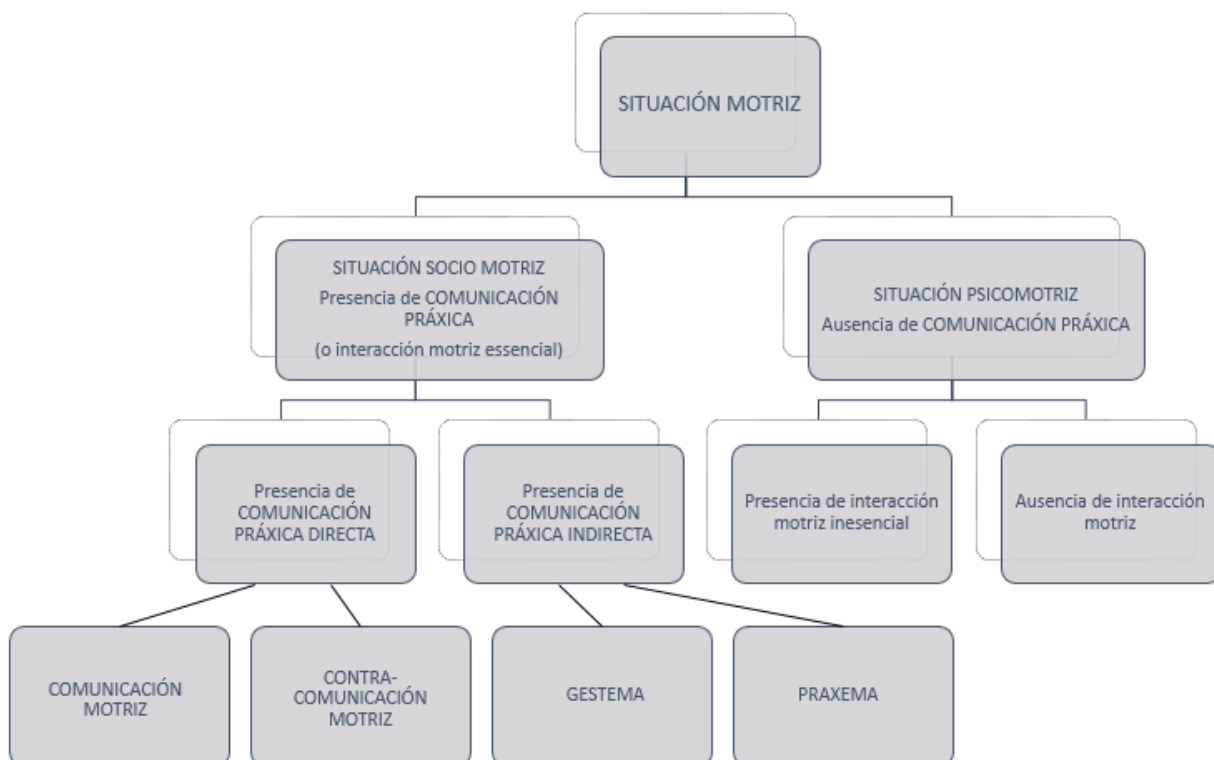 SITUACIÓN MOTRIZ
SITUACIÓN SOCIO MOTRIZ
Presencia de COMUNICACIÓN
PRÁXICA
(o interacción motriz essencial)
SITUACIÓN PSICOMOTRIZ
Ausencia de COMUNICACIÓN PRÁXICA
Presencia de
COMUNICACIÓN
PRÁXICA DIRECTA
Presencia de
COMUNICACIÓN
PRÁXICA INDIRECTA
Presencia de interacción
motriz inesencial
Ausencia de interacción
motriz
COMUNICACIÓN
MOTRIZ
CONTRA-
COMUNICACIÓN
MOTRIZ
GESTEMA
PRAXEMA